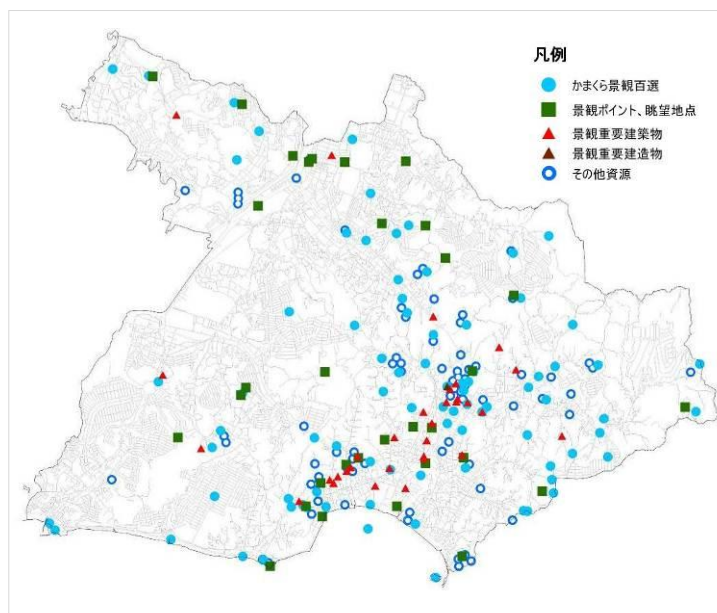 凡例
かまくら景観百選
景観ポイント、眺望地点
景観重要建築物
景観重要建造物
その他資源